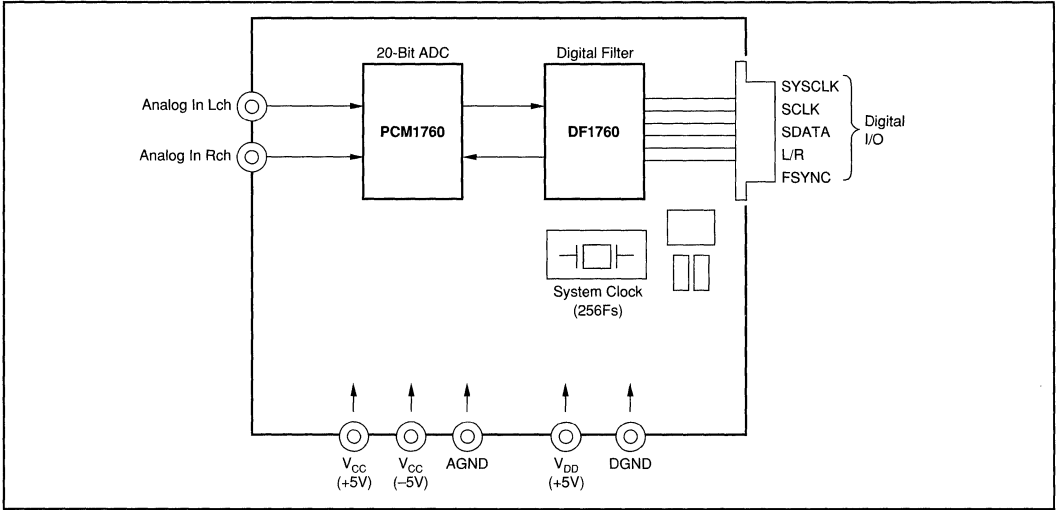 20-Bit ADC
Digital Filter
Analog In Lch
Analog In Rch
PCM1760
DF1760
SYSCLK
SCLK
SDATA
L/R
FSYNC
Digital
I/O
System Clock
(256Fs)
VCC
(+5V)
VCC
(–5V)
AGND
VDD
(+5V)
DGND